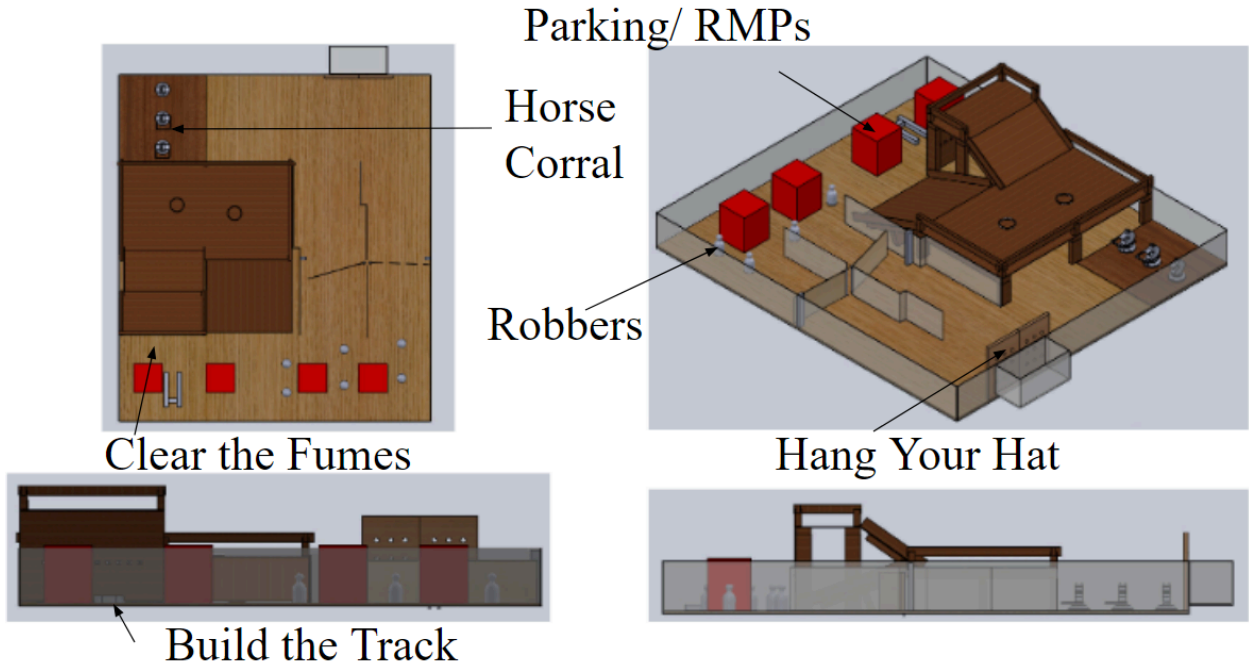 Parking/ RMPs
Horse
Corral
Robbers
Clear the Fumes
Hang Your Hat
Build the Track